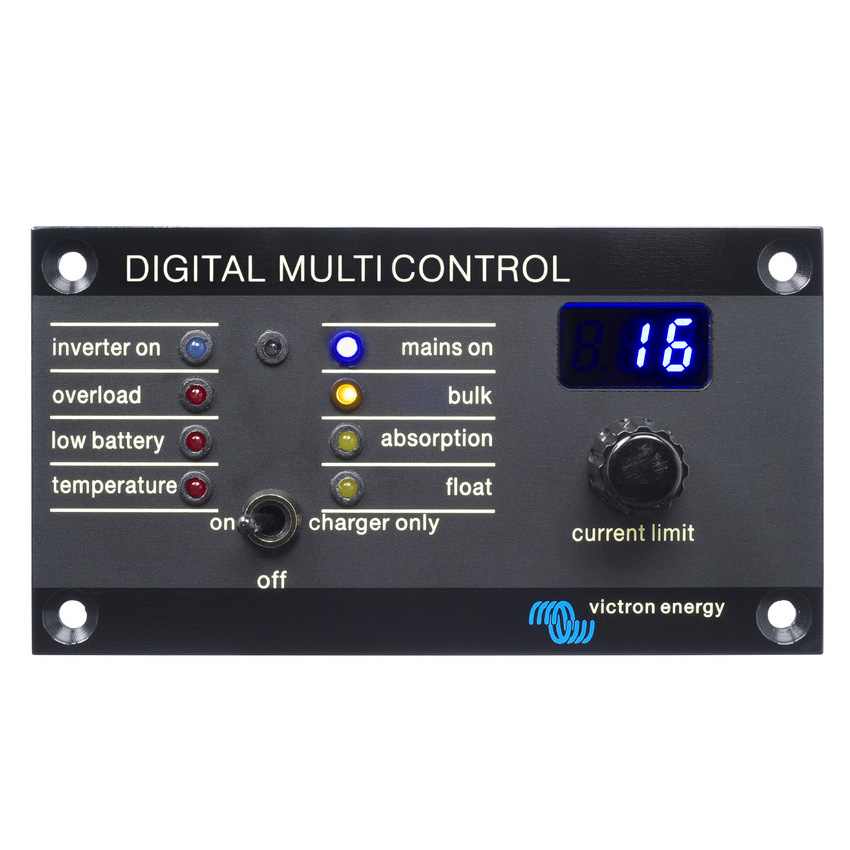 DIGITAL MULTI CONTROL
16
inverter on
mains on
overload
bulk
low battery
absorption
temperature
float
on
charger only
off
current limit
victron energy